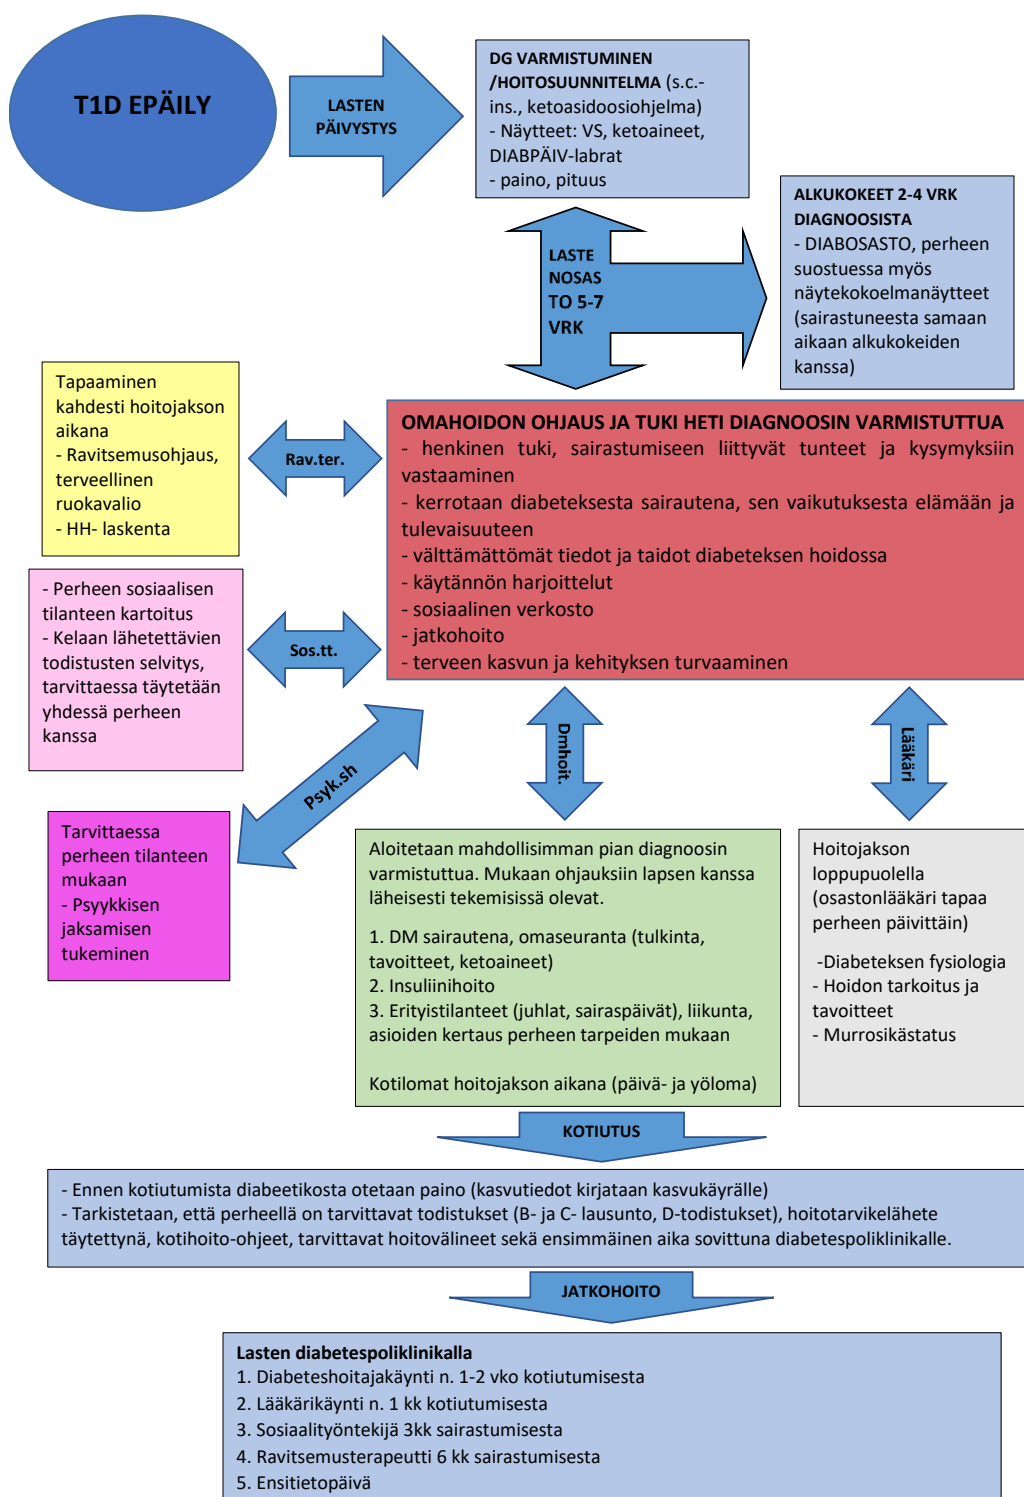 T1D EPÄILY
LASTEN
PÄIVYSTYS
DG VARMISTUMINEN
/HOITOSUUNNITELMA (s.c.-
ins., ketoasidoosiohjelma)
- Näytteet: VS, ketoaineet,
DIABPÄIV-labrat
- paino, pituus
ALKUKOKEET 2-4 VRK
DIAGNOOSISTA
- DIABOSASTO, perheen
suostuessa myös
näytekokoelmanäytteet
(sairastuneesta samaan
aikaan alkukokeiden
kanssa)
LASTE
NOSAS
TO 5-7
VRK
Tapaaminen
kahdesti hoitojakson
aikana
- Ravitsemusohjaus,
terveellinen
ruokavalio
- HH- laskenta
Rav.ter.
OMAHOIDON OHJAUS JA TUKI HETI DIAGNOOSIN VARMISTUTTUA
- henkinen tuki, sairastumiseen liittyvät tunteet ja kysymyksiin
vastaaminen
- kerrotaan diabeteksesta sairautena, sen vaikutuksesta elämään ja
tulevaisuuteen
- välttämättömät tiedot ja taidot diabeteksen hoidossa
- käytännön harjoittelut
- sosiaalinen verkosto
- jatkohoito
- terveen kasvun ja kehityksen turvaaminen
- Perheen sosiaalisen
tilanteen kartoitus
- Kelaan lähetettävien
todistusten selvitys,
tarvittaessa täytetään
yhdessä perheen
kanssa
Sos.tt.
Psyk.sh
Dmhoit.
Lääkäri
Tarvittaessa
perheen tilanteen
mukaan
- Psyykkisen
jaksamisen
tukeminen
Aloitetaan mahdollisimman pian diagnoosin
varmistuttua. Mukaan ohjauksiin lapsen kanssa
läheisesti tekemisissä olevat.
1. DM sairautena, omaseuranta (tulkinta,
tavoitteet, ketoaineet)
2. Insuliinihoito
3. Erityistilanteet (juhlat, sairaspäivät), liikunta,
asioiden kertaus perheen tarpeiden mukaan
Kotilomat hoitojakson aikana (päivä- ja yöloma)
Hoitojakson
loppupuolella
(osastonlääkäri tapaa
perheen päivittäin)
-Diabeteksen fysiologia
- Hoidon tarkoitus ja
tavoitteet
- Murrosikästatus
KOTIUTUS
- Ennen kotiutumista diabeetikosta otetaan paino (kasvutiedot kirjataan kasvukäyrälle)
- Tarkistetaan, että perheellä on tarvittavat todistukset (B- ja C- lausunto, D-todistukset), hoitotarvikelähete
täytettynä, kotihoito-ohjeet, tarvittavat hoitovälineet sekä ensimmäinen aika sovittuna diabetespoliklinikalle.
JATKOHOITO
Lasten diabetespoliklinikalla
1. Diabeteshoitajakäynti n. 1-2 vko kotiutumisesta
2. Lääkärikäynti n. 1 kk kotiutumisesta
3. Sosiaalityöntekijä 3kk sairastumisesta
4. Ravitsemusterapeutti 6 kk sairastumisesta
5. Ensitietopäivä